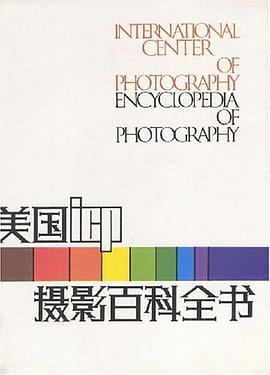 INTERNATIONAL
CENTER
OF
PHOTOGRAPHY
ENCYCLOPEDIA
OF
PHOTOGRAPHY
美国icp
摄影百科全书